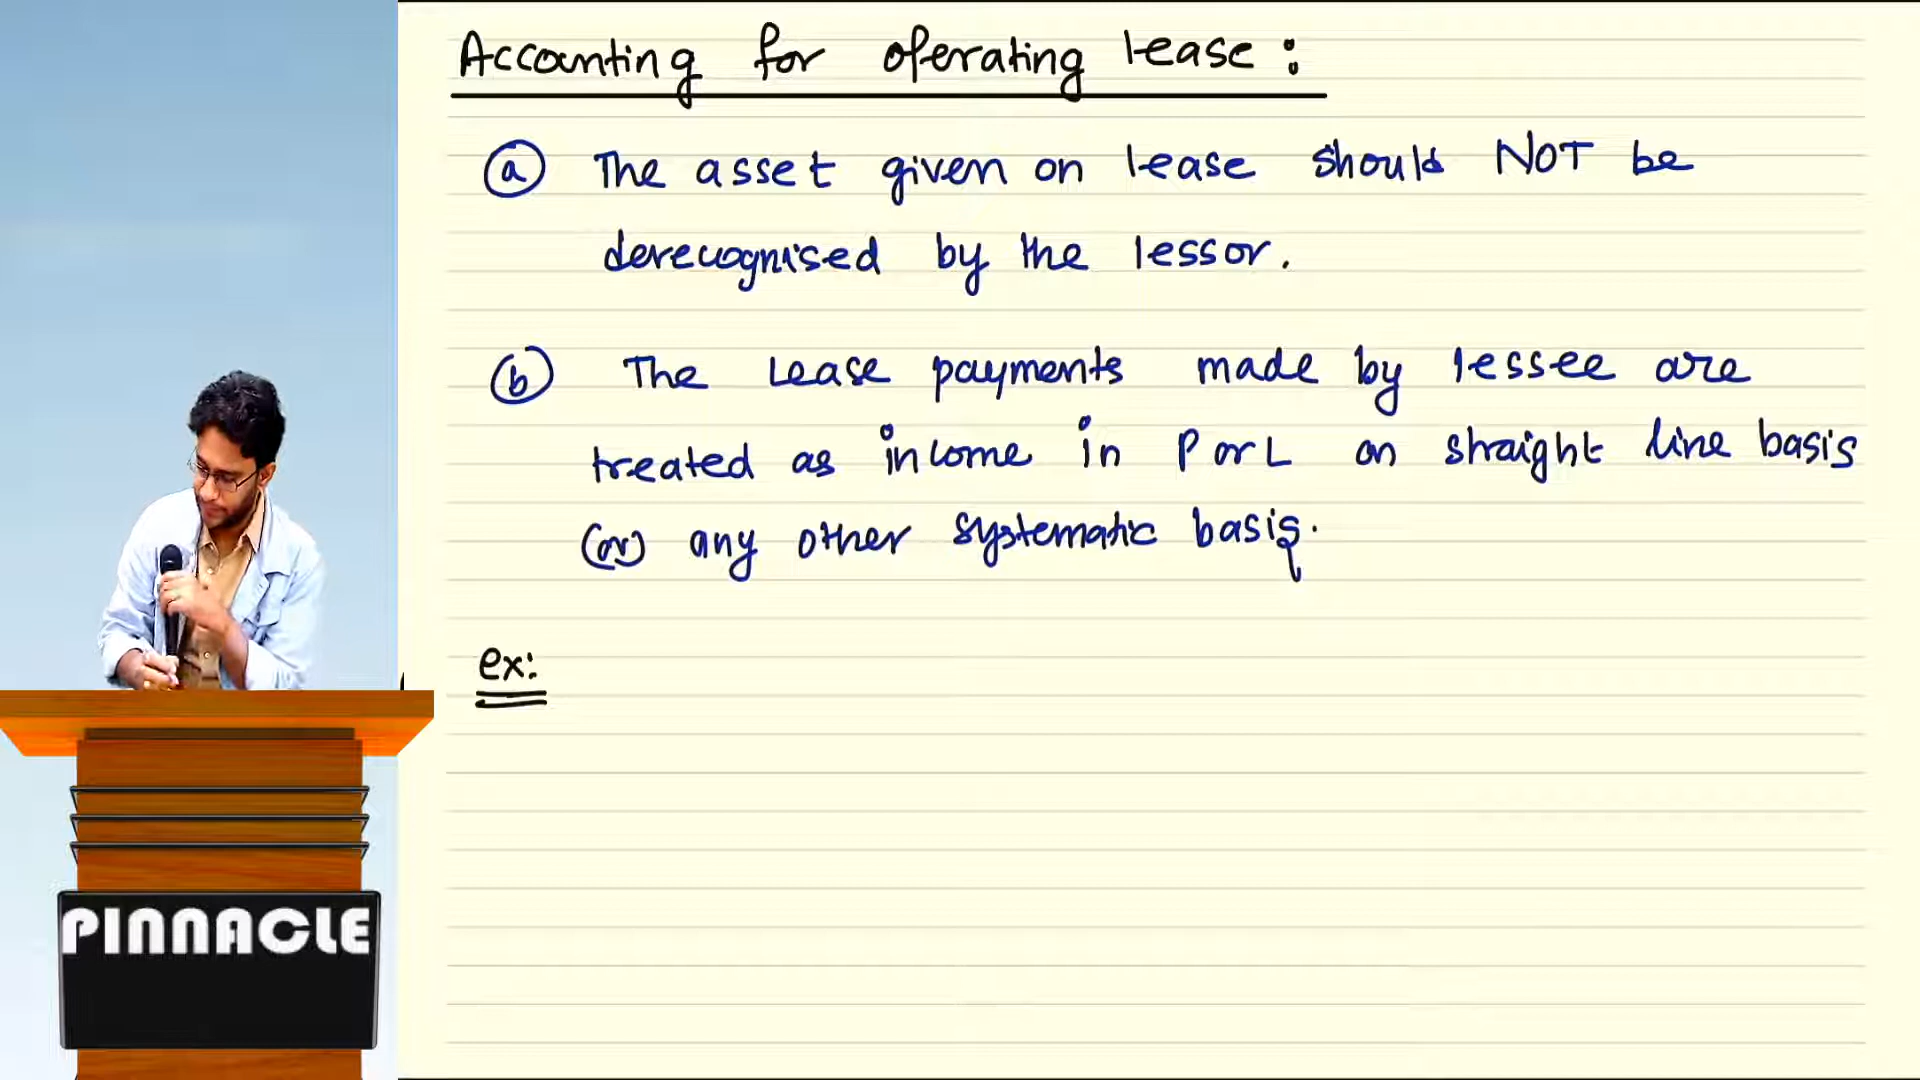 Accounting for operating lease :
(a) The asset given on lease should NOT be
derecognised by the lessor.
(b) The Lease payments made by lessee are
treated as income in P or L on straight line basis
(or) any other systematic basis.
ex:
PINNACLE